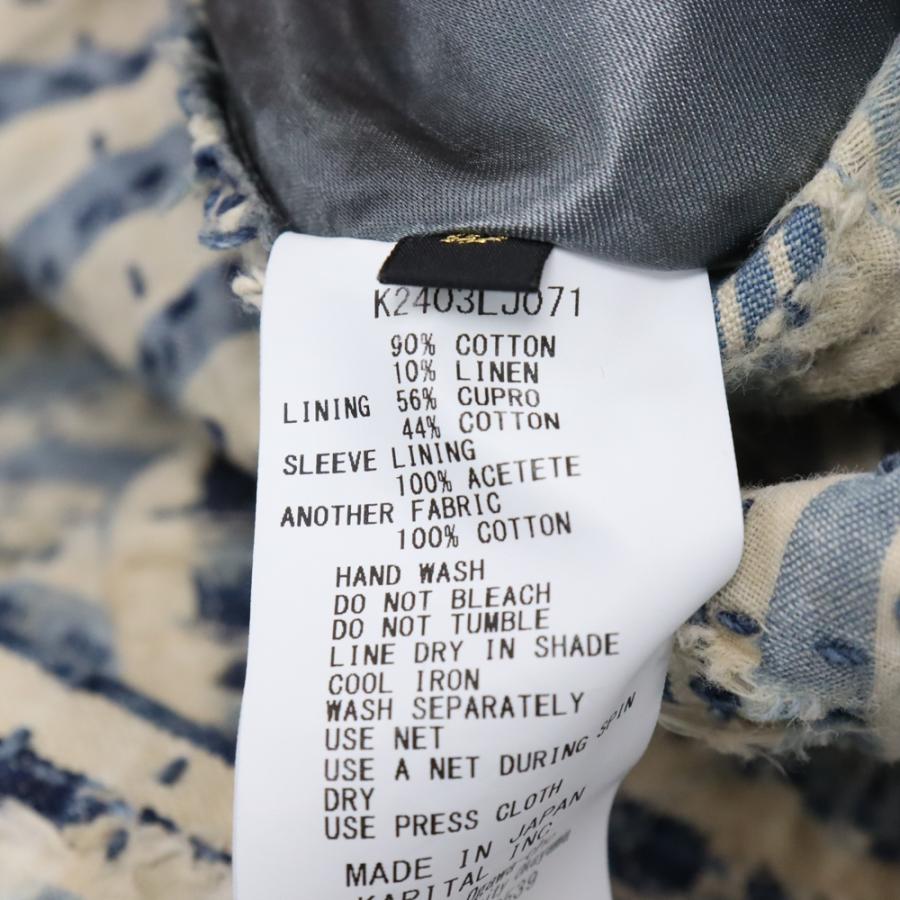 K2403LJ071
90% COTTON
10% LINEN
LINING 56% CUPRO
44% COTTON
SLEEVE LINING
100% ACETETE
ANOTHER FABRIC
100% COTTON
HAND WASH
DO NOT BLEACH
DO NOT TUMBLE
LINE DRY IN SHADE
COOL IRON
WASH SEPARATELY
USE NET
USE A NET DURING SPIN
DRY
USE PRESS CLOTH
MADE IN JAPAN
KAPITAL INC.